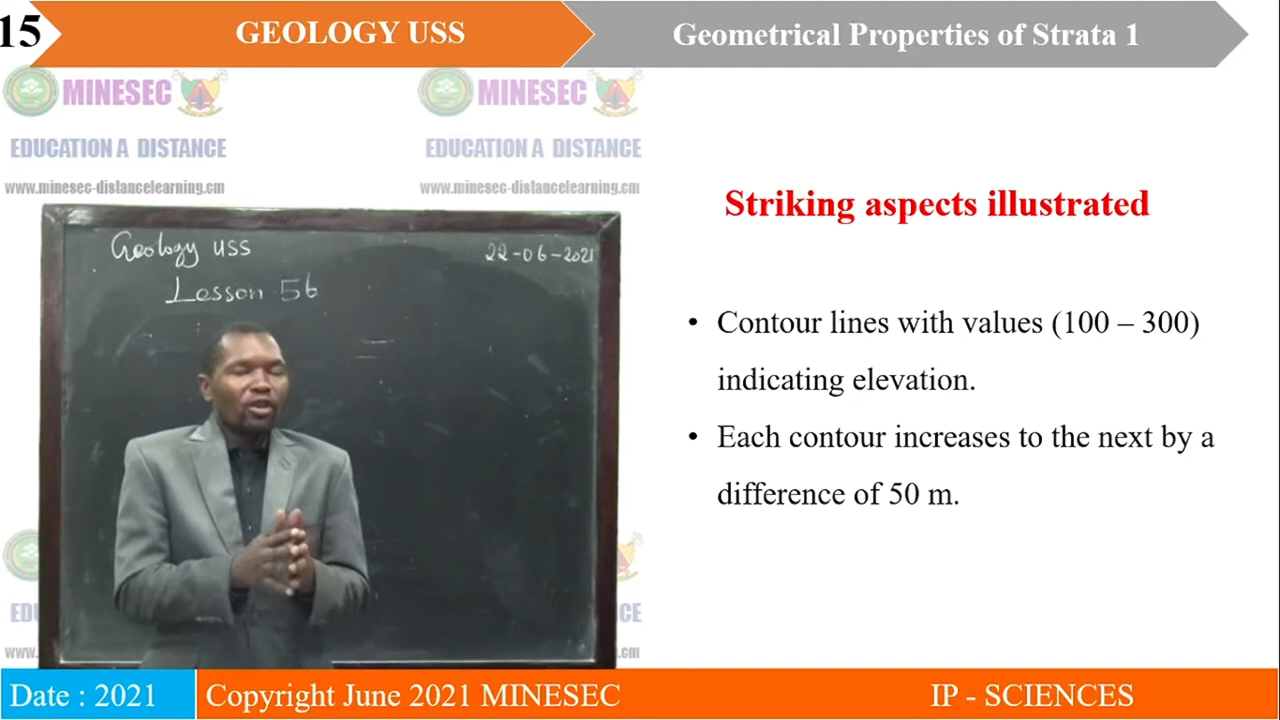 15
GEOLOGY USS
Geometrical Properties of Strata 1
MINESEC
MINESEC
EDUCATION A DISTANCE
EDUCATION A DISTANCE
www.minesec-distancelearning.cm
www.minesec-distancelearning.cm
Geology USS
22-06-2021
Lesson 56
Striking aspects illustrated
• Contour lines with values (100 – 300)
indicating elevation.
• Each contour increases to the next by a
difference of 50 m.
Date : 2021
Copyright June 2021 MINESEC
IP - SCIENCES